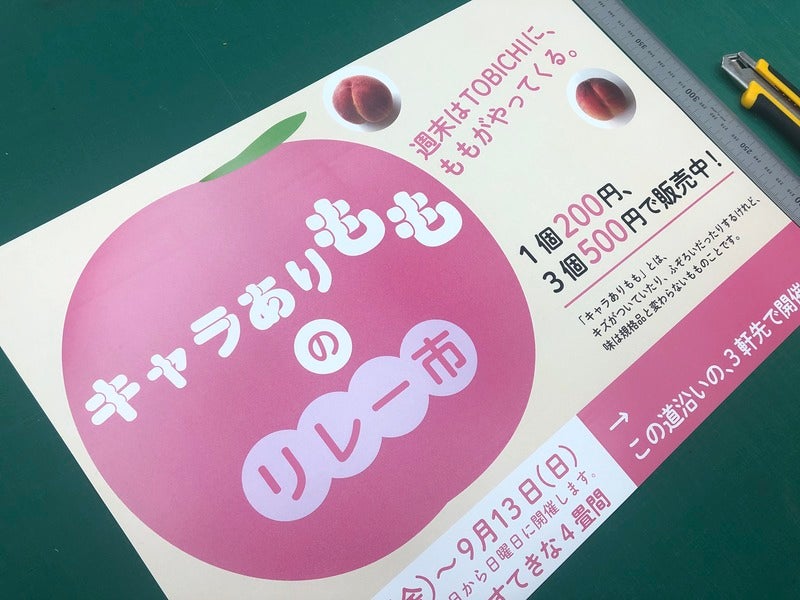 週末はTOBICHIに、
ももがやってくる。
キャラありもも
の
リレー市
1個200円、
3個500円で販売中！
「キャラありもも」とは、
キズがついていたり、ふぞろいだったりするけれど、
味は規格品と変わらないもものことです。
→
この道沿いの、3軒先で開催
)～9月13日(日)
日から日曜日に開催します。
すてきな4畳間
350
300
250